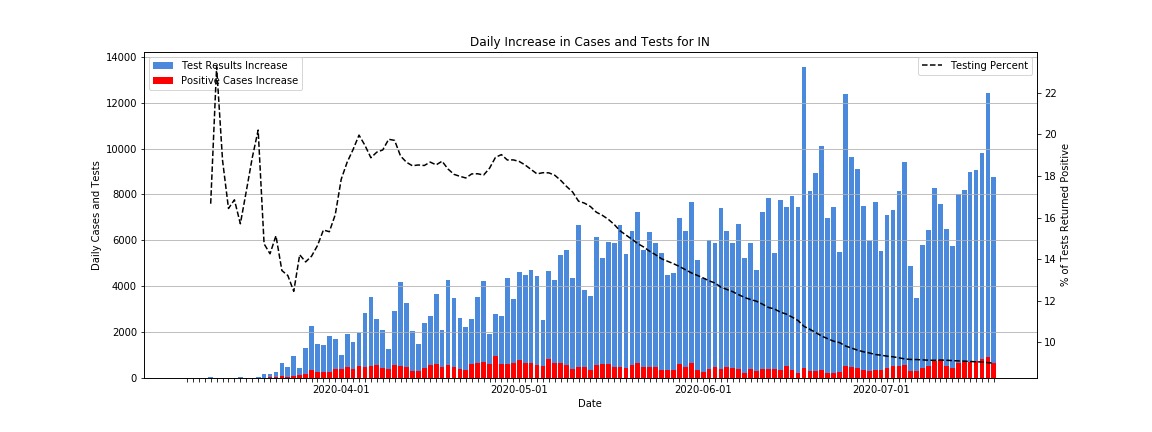 Daily Increase in Cases and Tests for IN
Test Results Increase
Positive Cases Increase
Testing Percent
14000
12000
10000
8000
6000
4000
2000
0
Daily Cases and Tests
22
20
18
16
14
12
10
% of Tests Returned Positive
2020-04-01
2020-05-01
2020-06-01
2020-07-01
Date